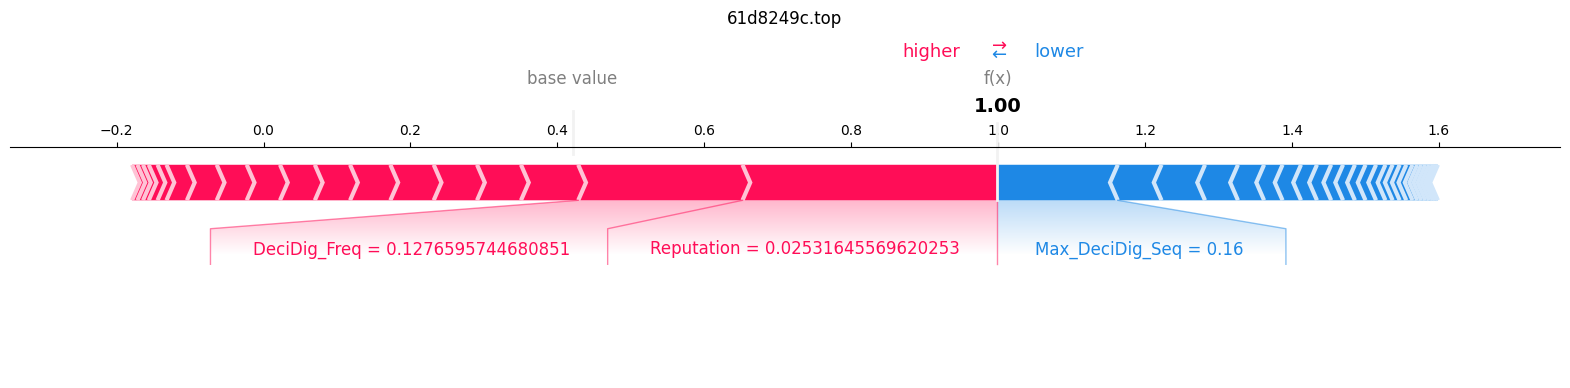 61d8249c.top
higher ⇄ lower
base value f(x)
1.00
−0.2 0.0 0.2 0.4 0.6 0.8 1.0 1.2 1.4 1.6
DeciDig_Freq = 0.1276595744680851 Reputation = 0.02531645569620253 Max_DeciDig_Seq = 0.16